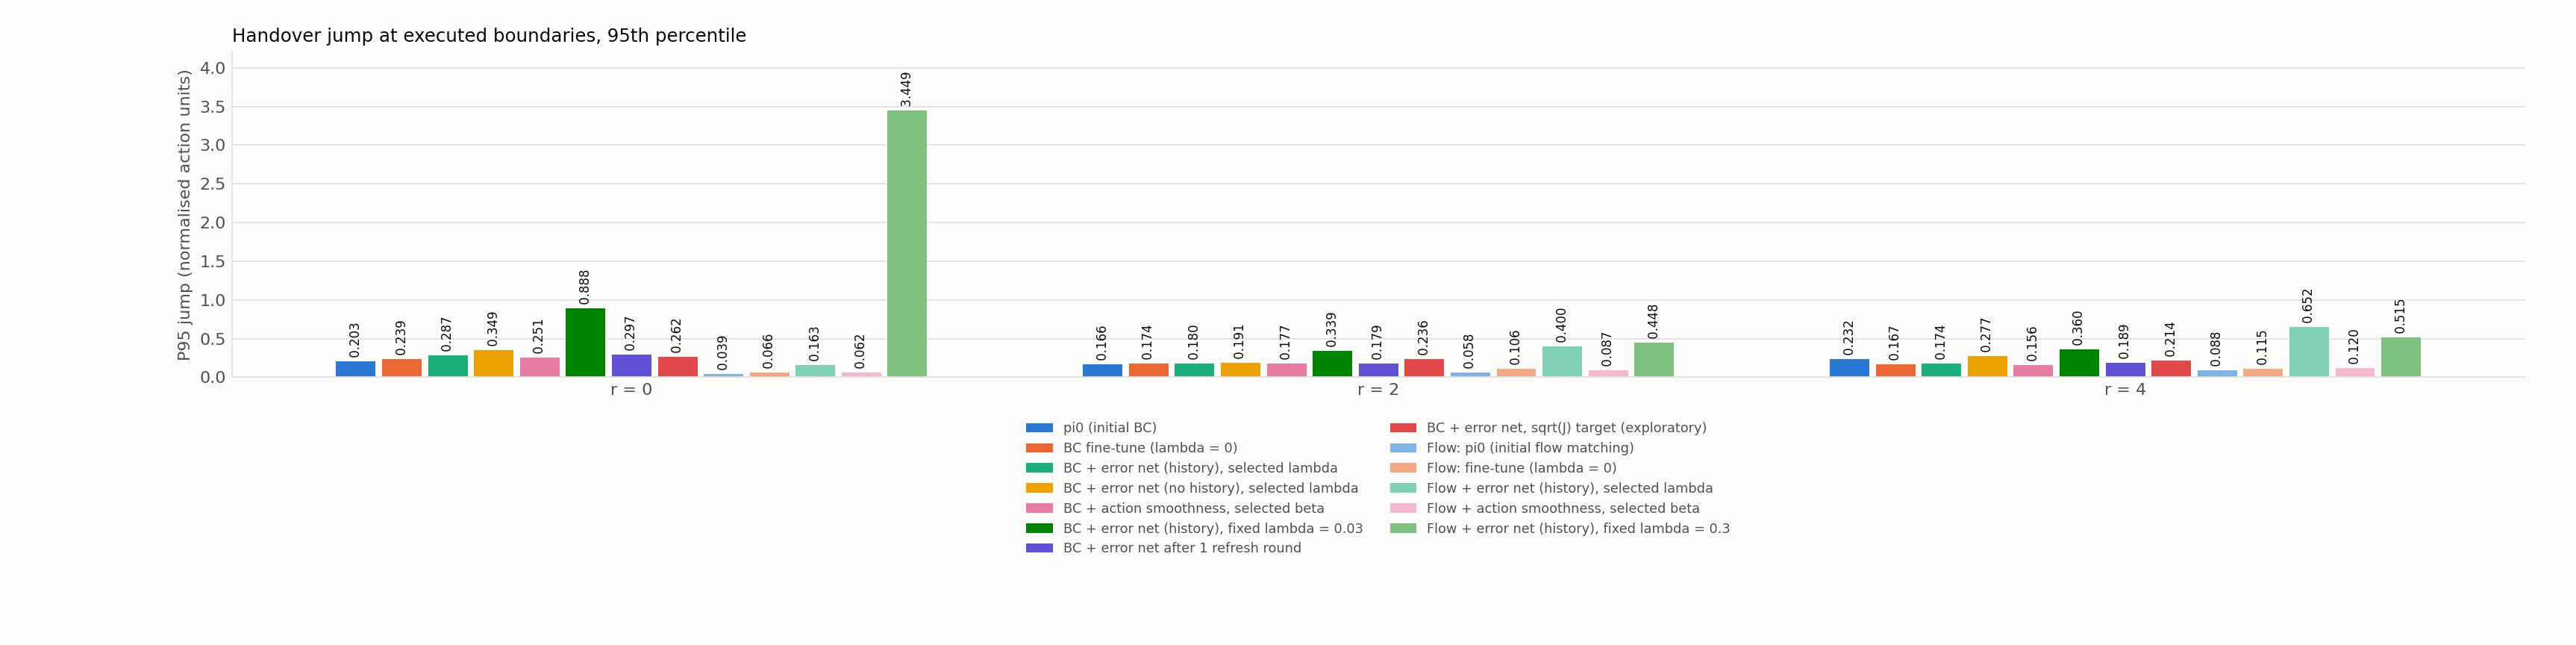 Handover jump at executed boundaries, 95th percentile
P95 jump (normalised action units)
4.0
3.5
3.0
2.5
2.0
1.5
1.0
0.5
0.0
0.203
0.239
0.287
0.349
0.251
0.888
0.297
0.262
0.039
0.066
0.163
0.062
3.449
0.166
0.174
0.180
0.191
0.177
0.339
0.179
0.236
0.058
0.106
0.400
0.087
0.448
0.232
0.167
0.174
0.277
0.156
0.360
0.189
0.214
0.088
0.115
0.652
0.120
0.515
r = 0
r = 2
r = 4
pi0 (initial BC)
BC fine-tune (lambda = 0)
BC + error net (history), selected lambda
BC + error net (no history), selected lambda
BC + action smoothness, selected beta
BC + error net (history), fixed lambda = 0.03
BC + error net after 1 refresh round
BC + error net, sqrt(J) target (exploratory)
Flow: pi0 (initial flow matching)
Flow: fine-tune (lambda = 0)
Flow + error net (history), selected lambda
Flow + action smoothness, selected beta
Flow + error net (history), fixed lambda = 0.3